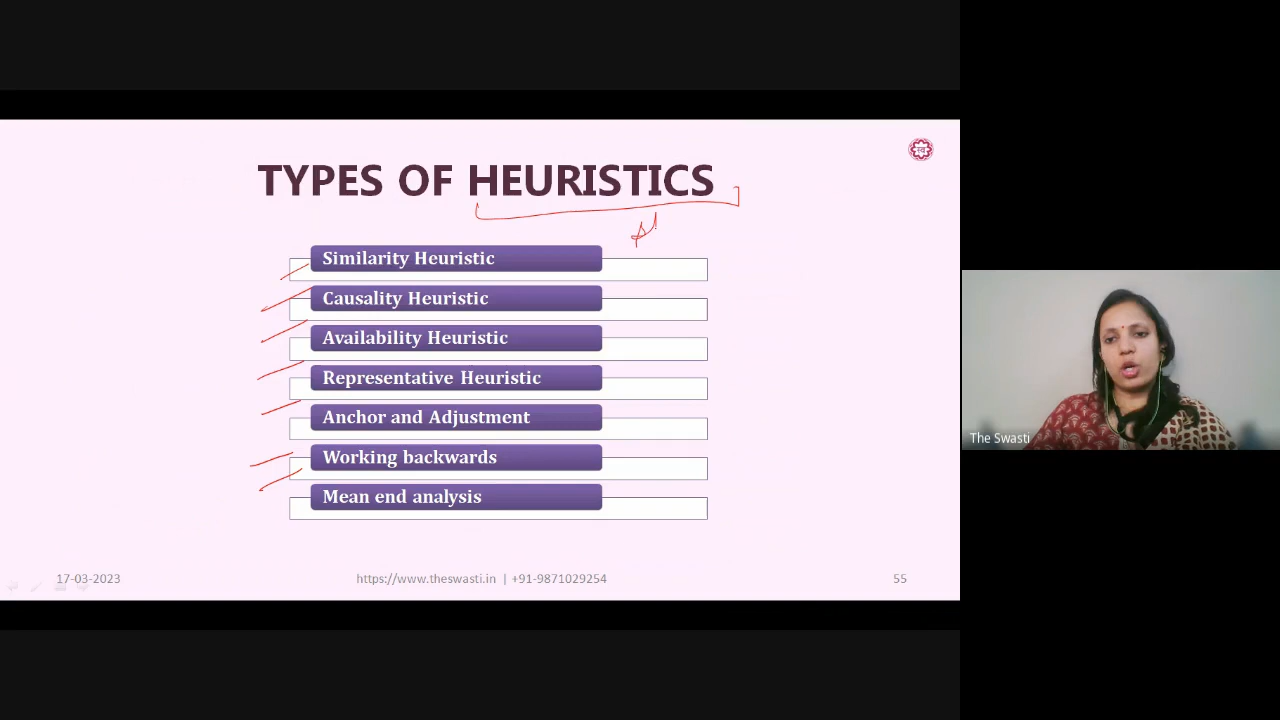 TYPES OF HEURISTICS
Similarity Heuristic
Causality Heuristic
Availability Heuristic
Representative Heuristic
Anchor and Adjustment
Working backwards
Mean end analysis
17-03-2023
https://www.theswasti.in | +91-9871029254
55
The Swasti